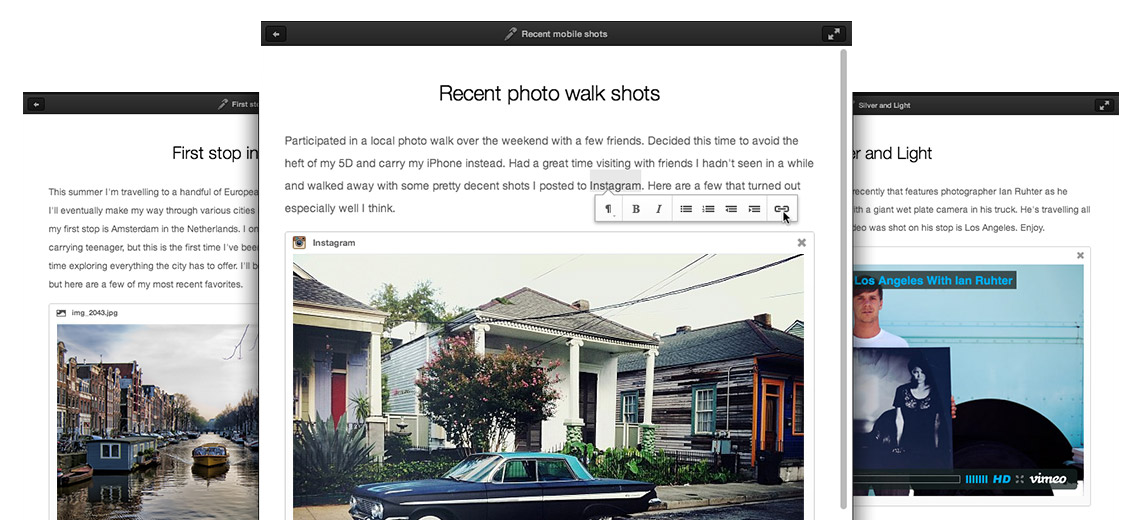 Recent mobile shots
Recent photo walk shots
Participated in a local photo walk over the weekend with a few friends. Decided this time to avoid the
heft of my 5D and carry my iPhone instead. Had a great time visiting with friends I hadn't seen in a while
and walked away with some pretty decent shots I posted to Instagram. Here are a few that turned out
especially well I think.
¶ B I
Instagram
First sto
First stop in
This summer I'm travelling to a handful of Europea
I'll eventually make my way through various cities
my first stop is Amsterdam in the Netherlands. I
carrying teenager, but this is the first time I've bee
time exploring everything the city has to offer. I'll b
but here are a few of my most recent favorites.
img_2043.jpg
Silver and Light
er and Light
recently that features photographer Ian Ruhter as he
th a giant wet plate camera in his truck. He's travelling all
deo was shot on his stop is Los Angeles. Enjoy.
Los Angeles With Ian Ruhter
HD vimeo